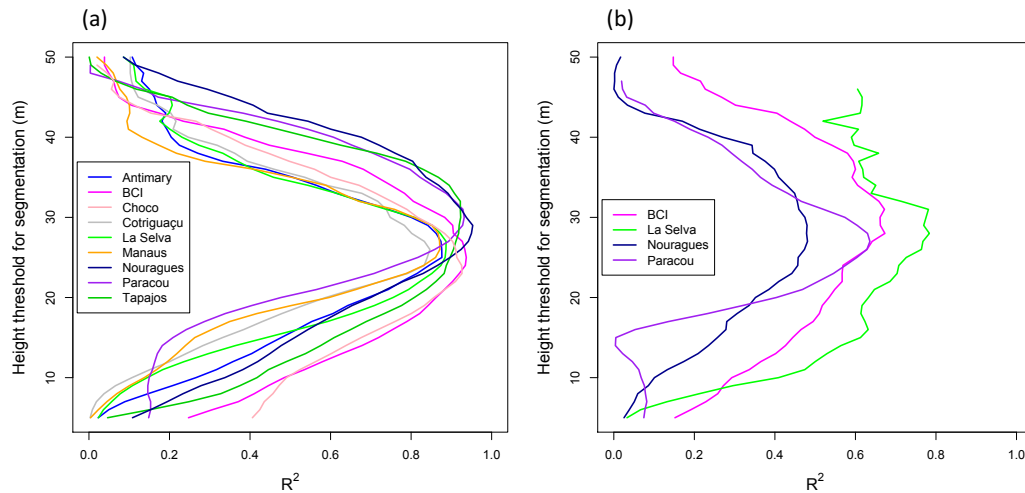 (a)
Height threshold for segmentation (m)
50
40
30
20
10
Antimary
BCI
Choco
Cotriguaçu
La Selva
Manaus
Nouragues
Paracou
Tapajos
0.0 0.2 0.4 0.6 0.8 1.0
R²
(b)
Height threshold for segmentation (m)
50
40
30
20
10
BCI
La Selva
Nouragues
Paracou
0.0 0.2 0.4 0.6 0.8 1.0
R²